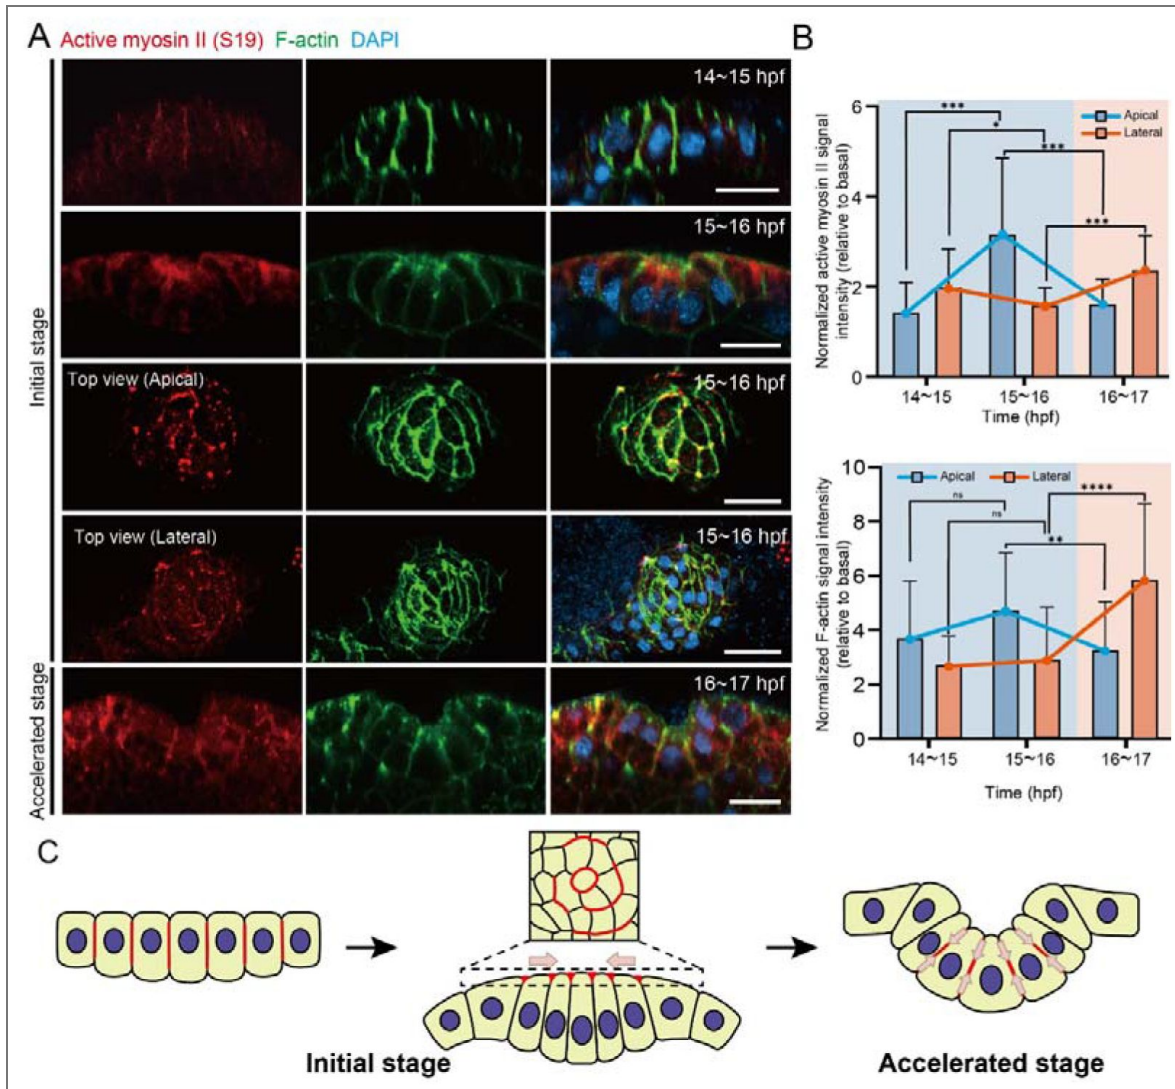 A
Active myosin II (S19) F-actin DAPI
Initial stage
Accelerated stage
14~15 hpf
15~16 hpf
Top view (Apical)
15~16 hpf
Top view (Lateral)
15~16 hpf
16~17 hpf
B
Normalized active myosin II signal
intensity (relative to basal)
6
4
2
0
Apical
Lateral
***
*
***
***
14~15 15~16 16~17
Time (hpf)
Normalized F-actin signal intensity
(relative to basal)
10
8
6
4
2
0
Apical Lateral
ns
ns
**
****
14~15 15~16 16~17
Time (hpf)
C
Initial stage
Accelerated stage